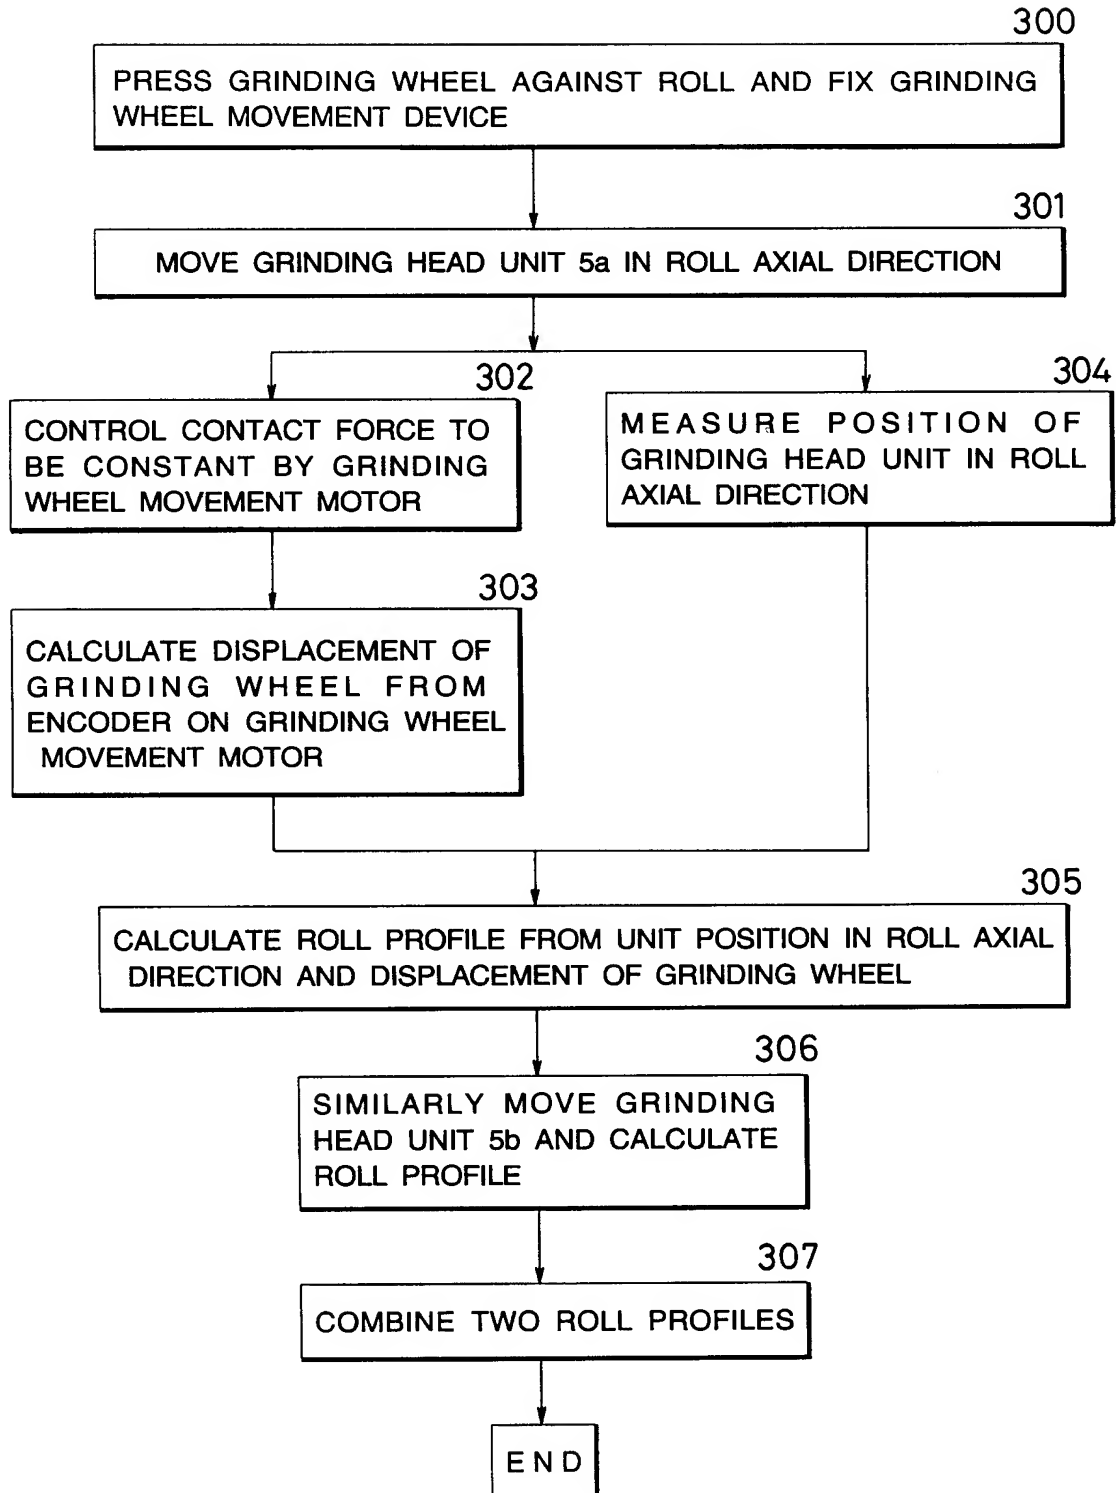 300
PRESS GRINDING WHEEL AGAINST ROLL AND FIX GRINDING
WHEEL MOVEMENT DEVICE
301
MOVE GRINDING HEAD UNIT 5a IN ROLL AXIAL DIRECTION
302
CONTROL CONTACT FORCE TO
BE CONSTANT BY GRINDING
WHEEL MOVEMENT MOTOR
304
MEASURE POSITION OF
GRINDING HEAD UNIT IN ROLL
AXIAL DIRECTION
303
CALCULATE DISPLACEMENT OF
GRINDING WHEEL FROM
ENCODER ON GRINDING WHEEL
MOVEMENT MOTOR
305
CALCULATE ROLL PROFILE FROM UNIT POSITION IN ROLL AXIAL
DIRECTION AND DISPLACEMENT OF GRINDING WHEEL
306
SIMILARLY MOVE GRINDING
HEAD UNIT 5b AND CALCULATE
ROLL PROFILE
307
COMBINE TWO ROLL PROFILES
END